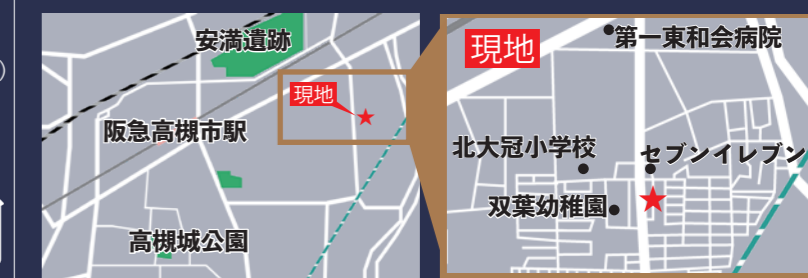 安満遺跡
現地
阪急高槻市駅
高槻城公園
現地
第一東和会病院
北大冠小学校
セブンイレブン
双葉幼稚園